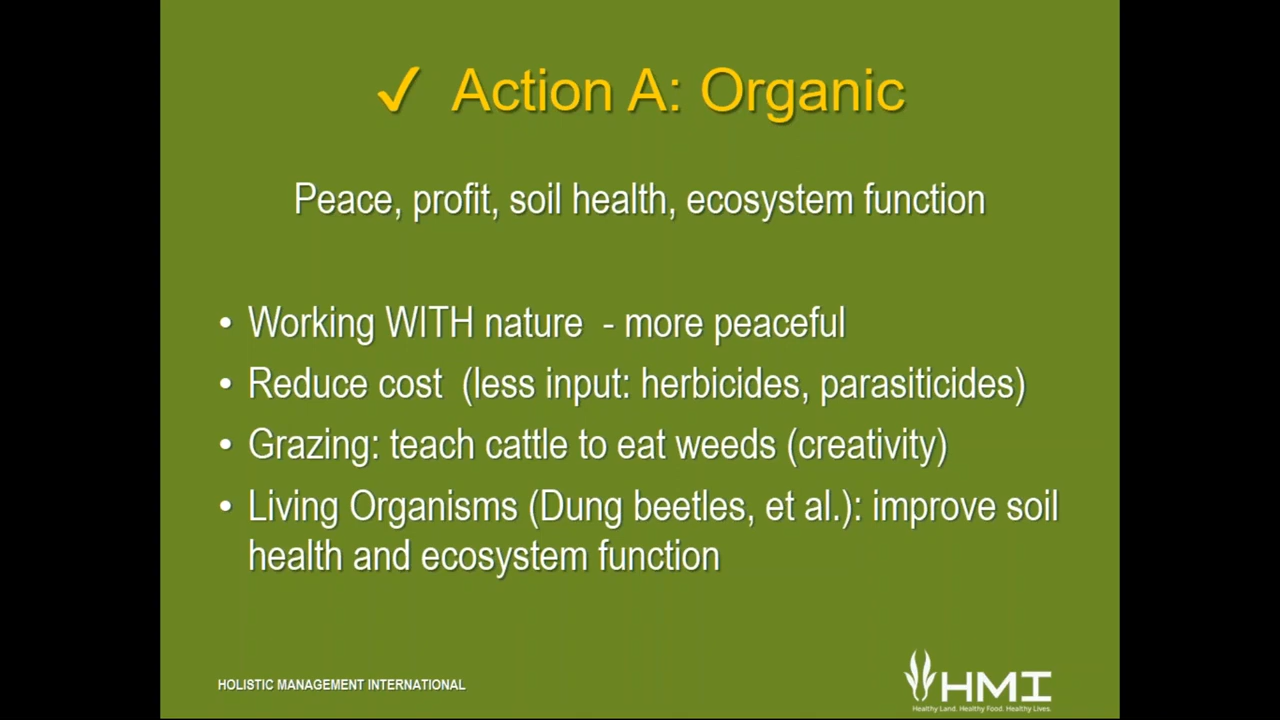 ✓ Action A: Organic
Peace, profit, soil health, ecosystem function
• Working WITH nature - more peaceful
• Reduce cost (less input: herbicides, parasiticides)
• Grazing: teach cattle to eat weeds (creativity)
• Living Organisms (Dung beetles, et al.): improve soil
health and ecosystem function
HOLISTIC MANAGEMENT INTERNATIONAL
HMI
Healthy Land. Healthy Food. Healthy Lives.